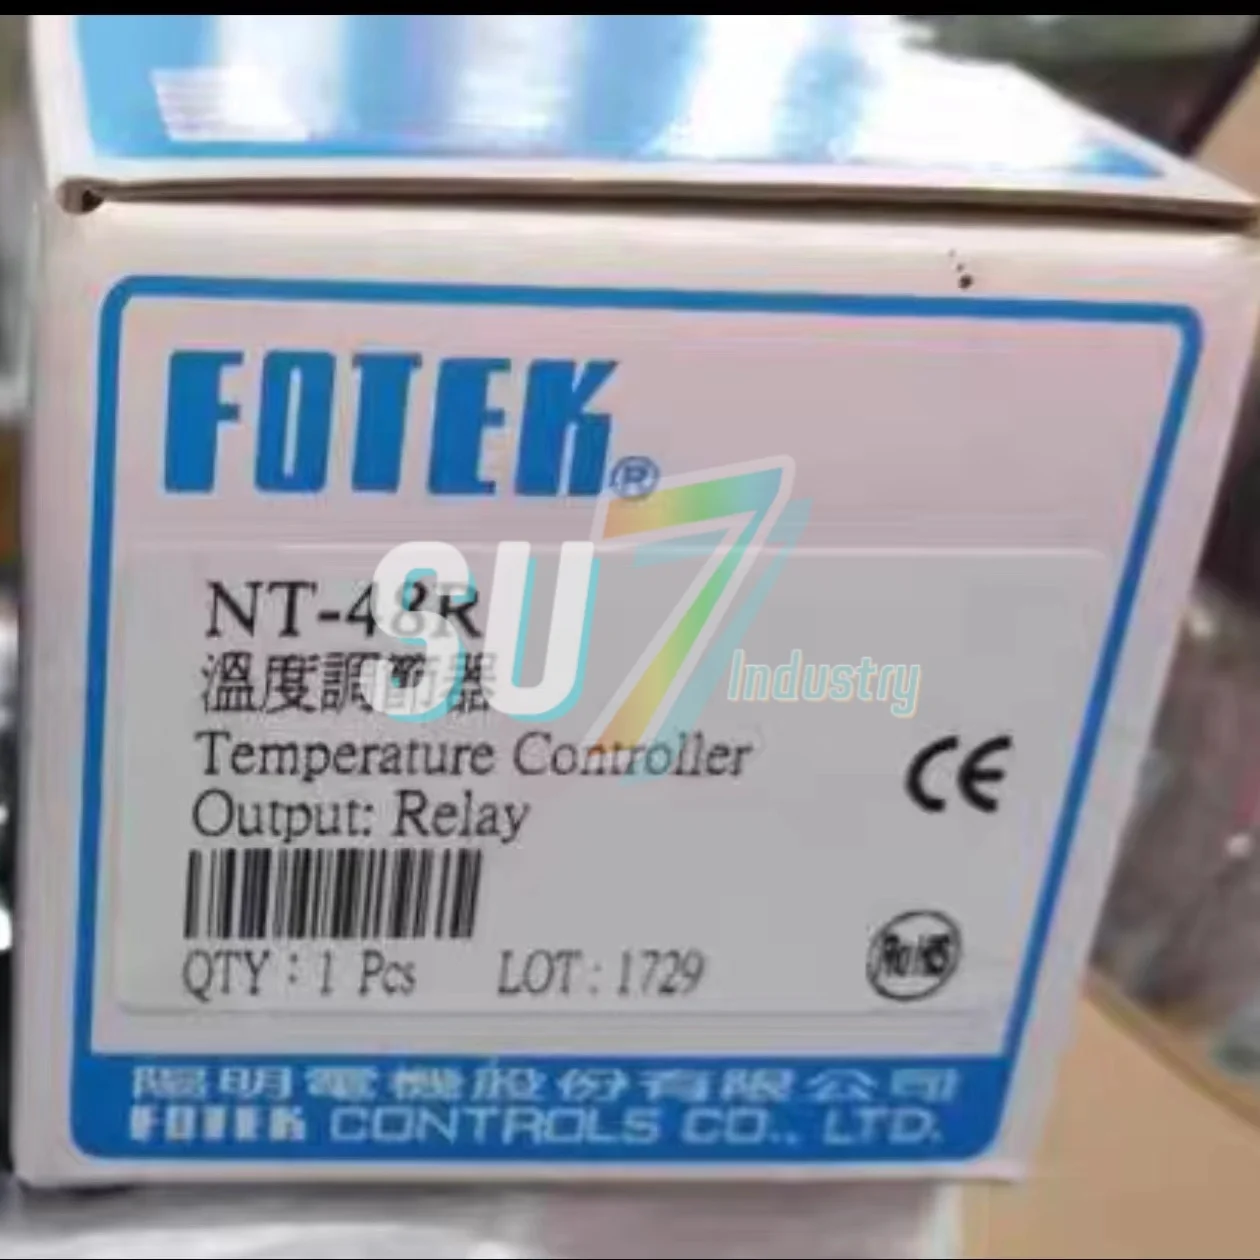 FOTEK®
NT-48R
溫度調節器
SU7 Industry
Temperature Controller
Output: Relay
CE
QTY : 1 Pcs LOT : 1729
RoHS
陽明電機股份有限公司
FOTEK CONTROLS CO., LTD.